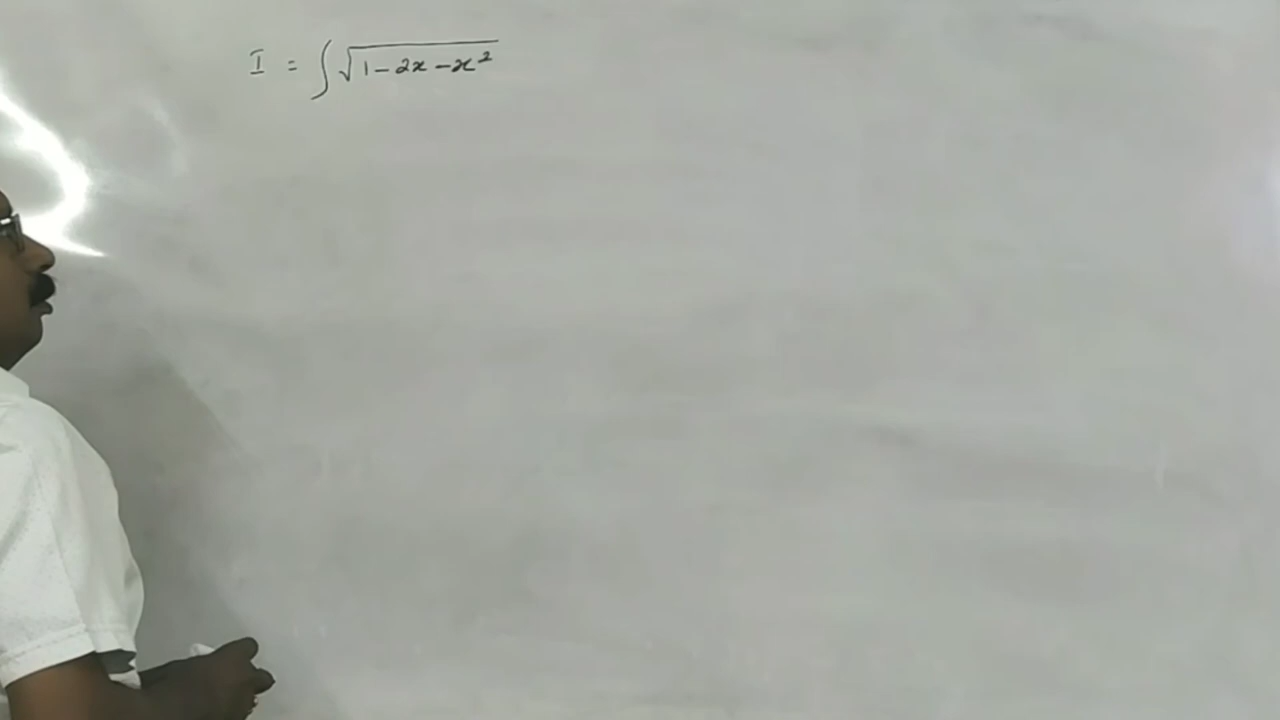 I = ∫ √1-2x-x²